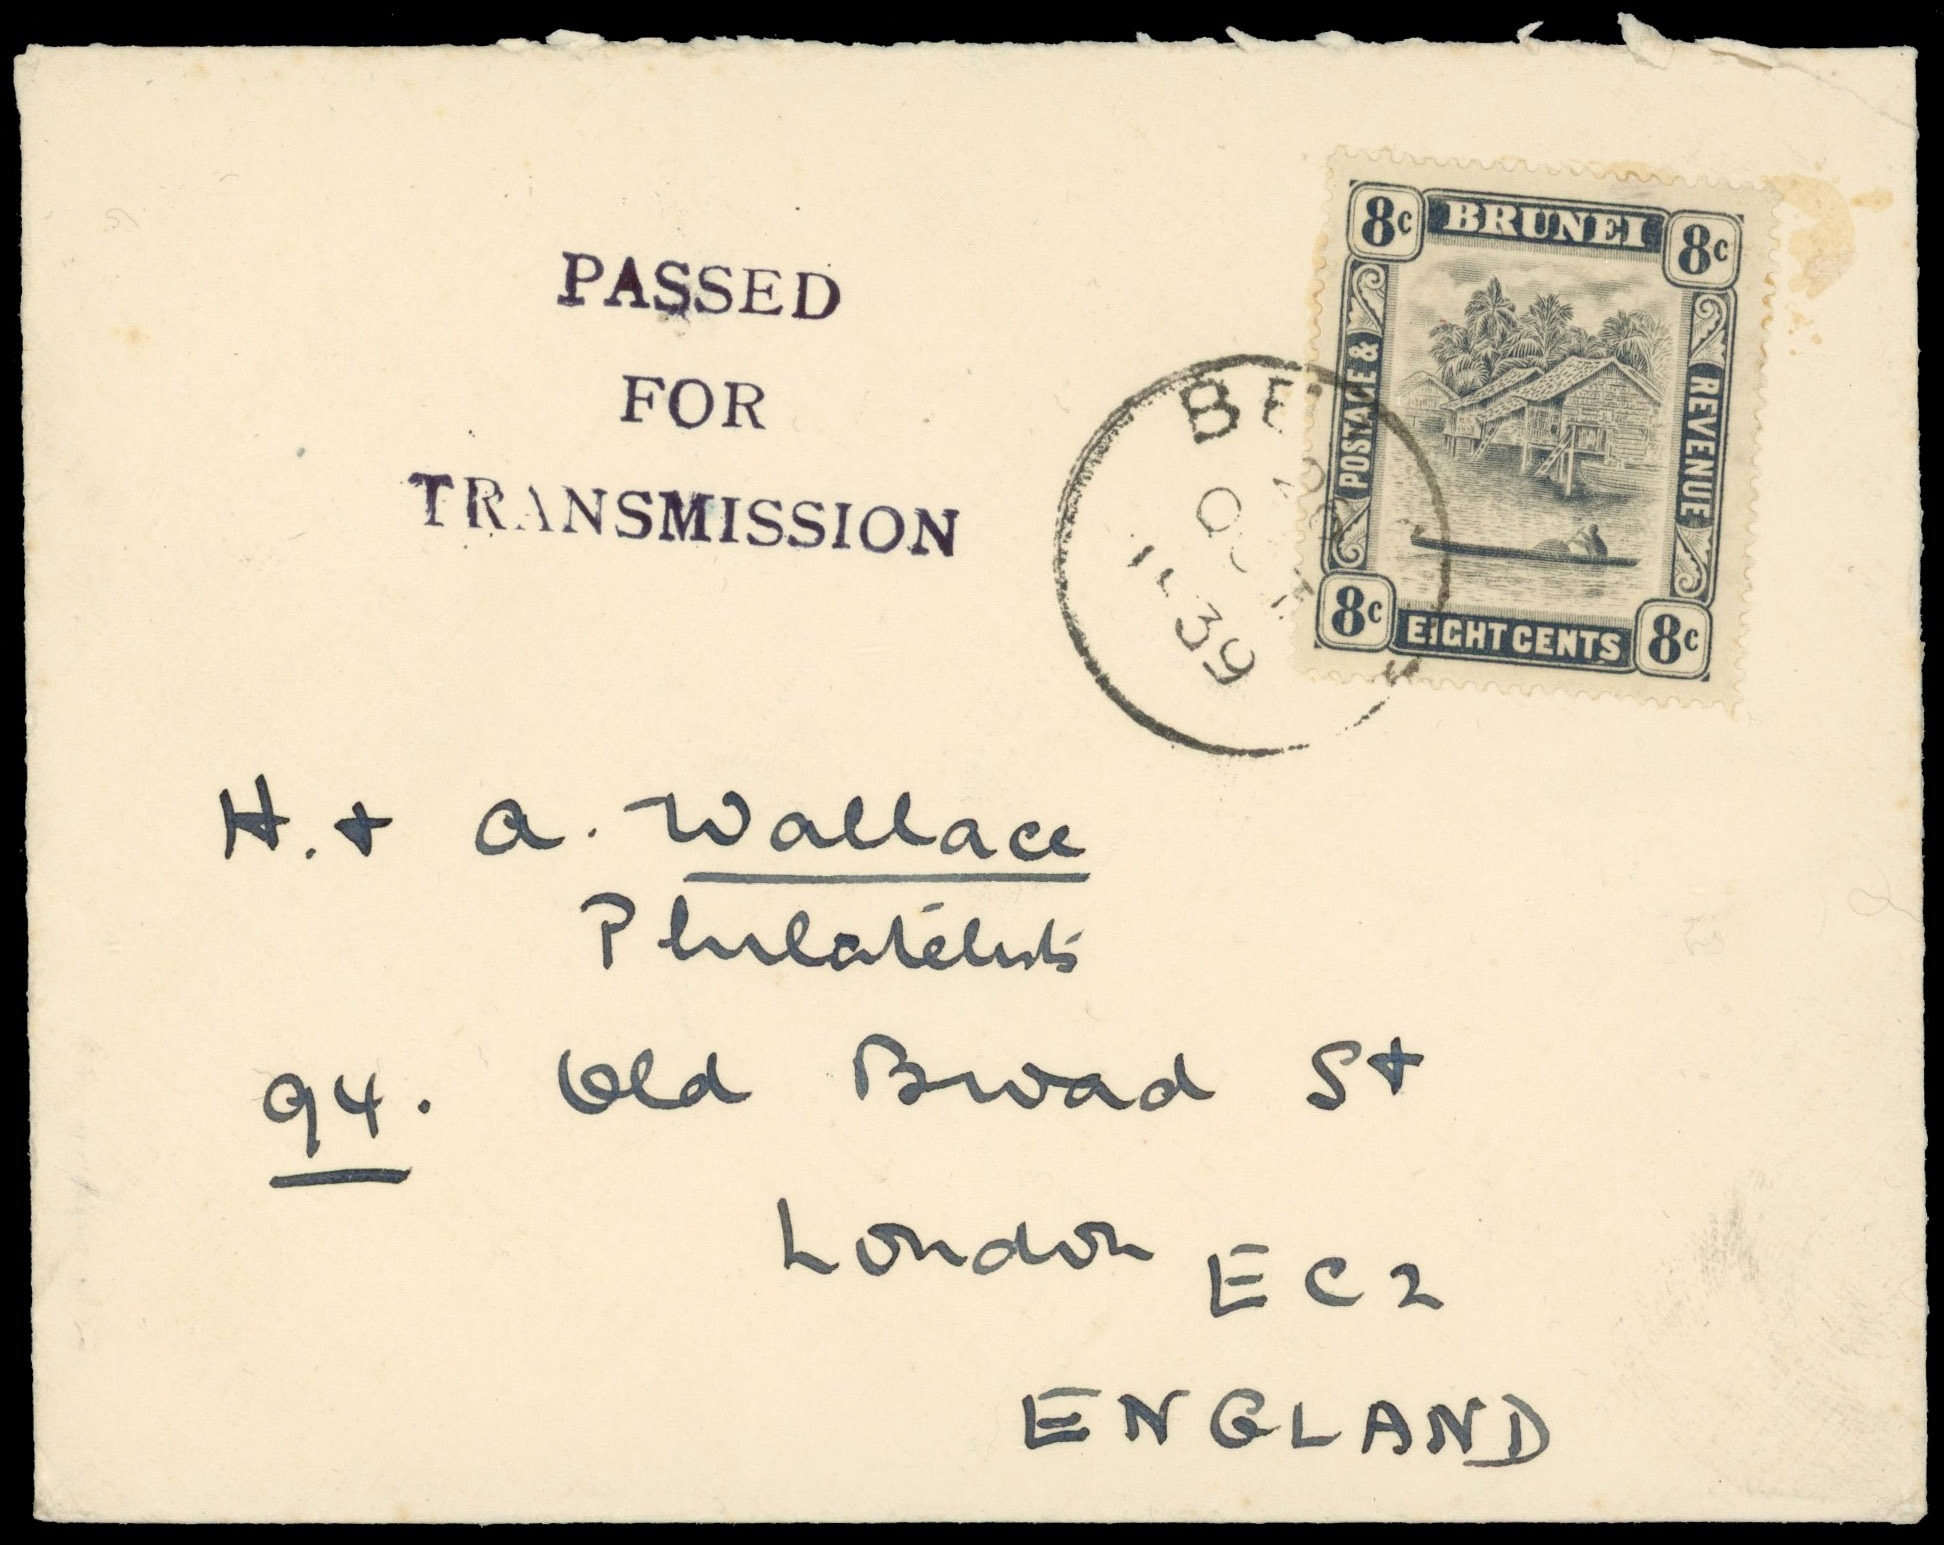 PASSED
FOR
TRANSMISSION
8c BRUNEI 8c
POSTAGE & REVENUE
8c EIGHT CENTS 8c
39
H. + A. Wallace
Philatelists
94. Old Broad St
London EC2
ENGLAND